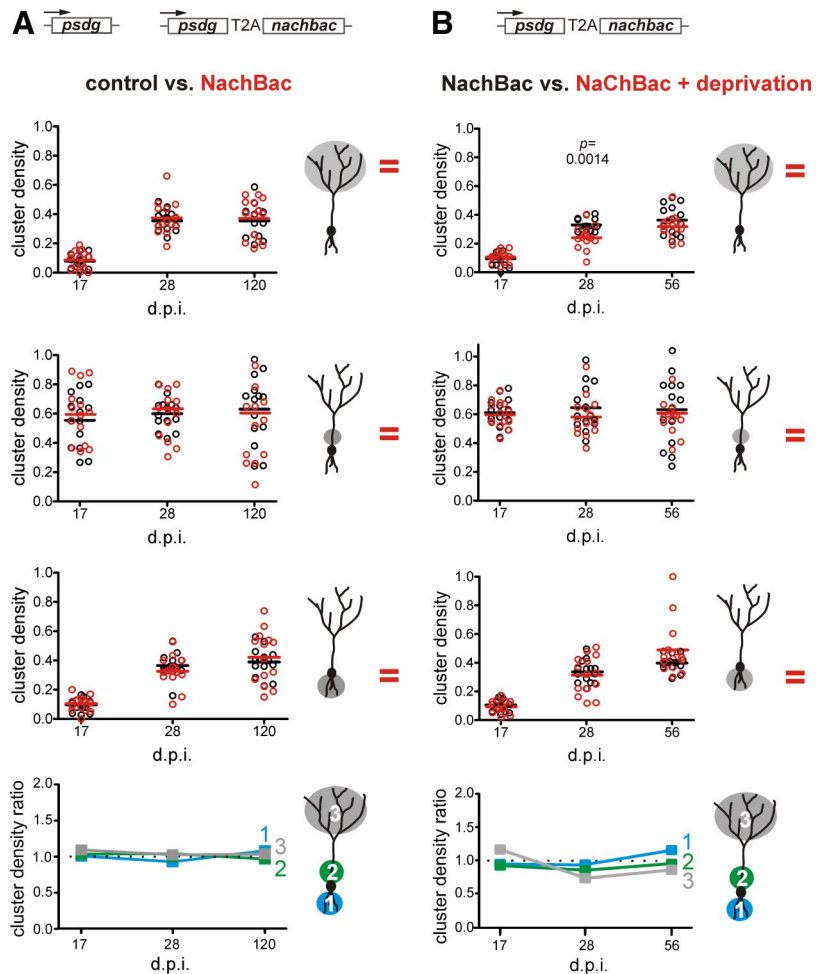 A
psdg
psdg T2A nachbac
control vs. NachBac
1.0
0.8
0.6
0.4
0.2
0.0
cluster density
17 28 120
d.p.i.
=
1.0
0.8
0.6
0.4
0.2
0.0
cluster density
17 28 120
d.p.i.
=
1.0
0.8
0.6
0.4
0.2
0.0
cluster density
17 28 120
d.p.i.
=
2.0
1.5
1.0
0.5
0.0
cluster density ratio
17 28 120
d.p.i.
1
3
2
3
2
1
B
psdg T2A nachbac
NachBac vs. NaChBac + deprivation
1.0
0.8
0.6
0.4
0.2
0.0
cluster density
p=
0.0014
17 28 56
d.p.i.
=
1.0
0.8
0.6
0.4
0.2
0.0
cluster density
17 28 56
d.p.i.
=
1.0
0.8
0.6
0.4
0.2
0.0
cluster density
17 28 56
d.p.i.
=
2.0
1.5
1.0
0.5
0.0
cluster density ratio
17 28 56
d.p.i.
1
2
3
3
2
1